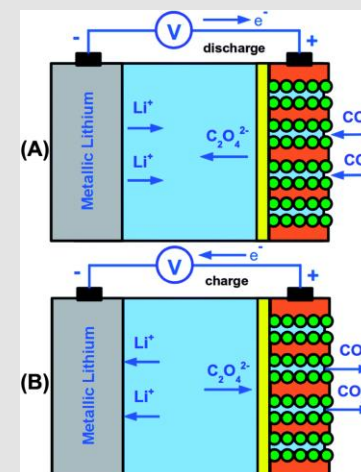 - V e⁻ +
discharge
(A)
Metallic Lithium
Li⁺
C₂O₄²⁻
Li⁺
CO
CO
- V e⁻ +
charge
(B)
Metallic Lithium
Li⁺
C₂O₄²⁻
Li⁺
CO
CO